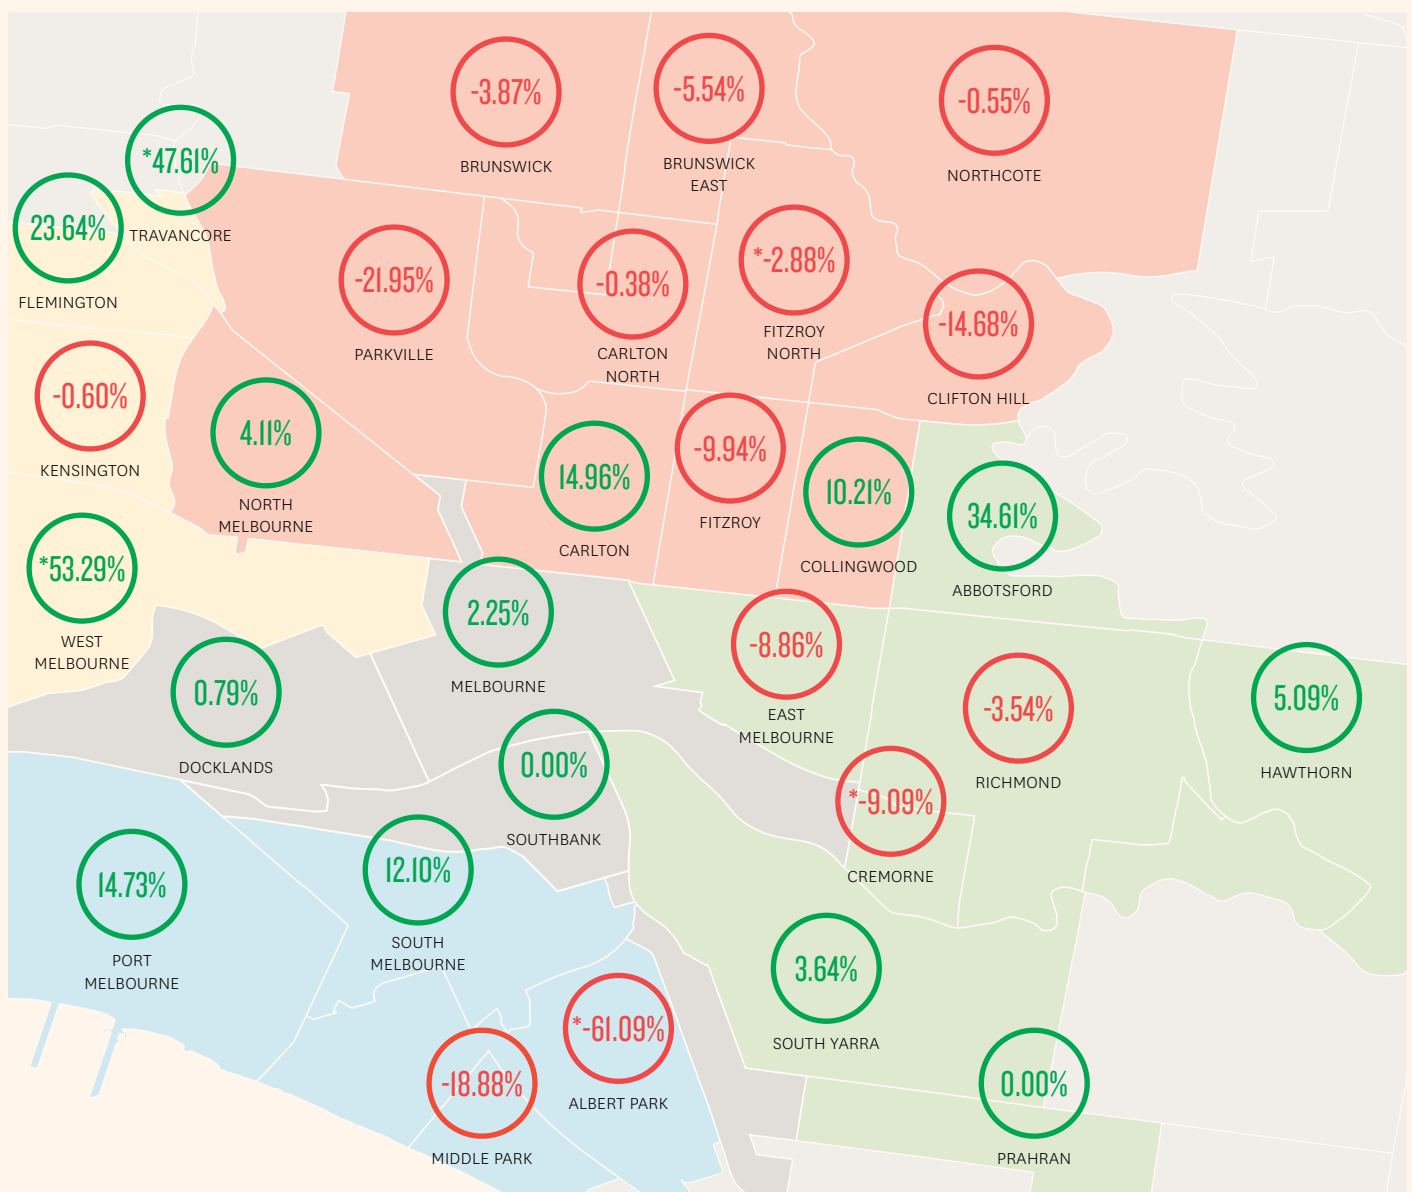 -3.87%
BRUNSWICK
-5.54%
BRUNSWICK
EAST
-0.55%
NORTHCOTE
*47.61%
TRAVANCORE
23.64%
FLEMINGTON
-21.95%
PARKVILLE
-0.38%
CARLTON
NORTH
*-2.88%
FITZROY
NORTH
-14.68%
CLIFTON HILL
-0.60%
KENSINGTON
4.11%
NORTH
MELBOURNE
14.96%
CARLTON
-9.94%
FITZROY
10.21%
COLLINGWOOD
34.61%
ABBOTSFORD
*53.29%
WEST
MELBOURNE
2.25%
MELBOURNE
-8.86%
EAST
MELBOURNE
-3.54%
RICHMOND
5.09%
HAWTHORN
0.79%
DOCKLANDS
0.00%
SOUTHBANK
*-9.09%
CREMORNE
14.73%
PORT
MELBOURNE
12.10%
SOUTH
MELBOURNE
3.64%
SOUTH YARRA
*-61.09%
ALBERT PARK
-18.88%
MIDDLE PARK
0.00%
PRAHRAN